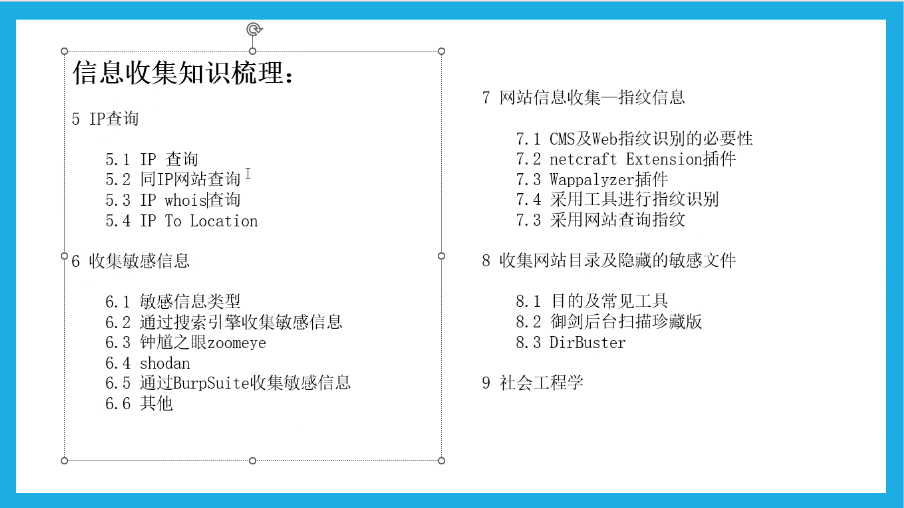 信息收集知识梳理：
5 IP查询
5.1 IP 查询
5.2 同IP网站查询
5.3 IP whois查询
5.4 IP To Location
6 收集敏感信息
6.1 敏感信息类型
6.2 通过搜索引擎收集敏感信息
6.3 钟馗之眼zoomeye
6.4 shodan
6.5 通过BurpSuite收集敏感信息
6.6 其他
7 网站信息收集—指纹信息
7.1 CMS及Web指纹识别的必要性
7.2 netcraft Extension插件
7.3 Wappalyzer插件
7.4 采用工具进行指纹识别
7.3 采用网站查询指纹
8 收集网站目录及隐藏的敏感文件
8.1 目的及常见工具
8.2 御剑后台扫描珍藏版
8.3 DirBuster
9 社会工程学